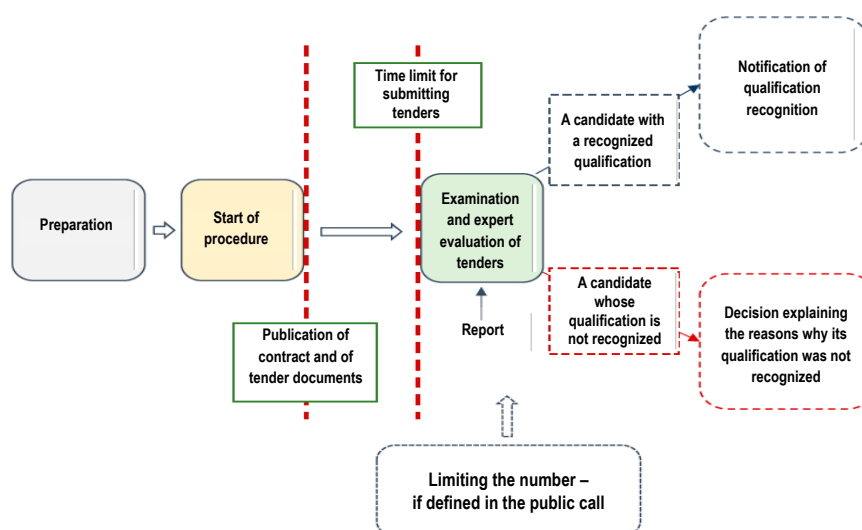 Preparation
Start of
procedure
Publication of
contract and of
tender documents
Time limit for
submitting
tenders
Examination
and expert
evaluation of
tenders
Report
A candidate with
a recognized
qualification
Notification of
qualification
recognition
A candidate
whose
qualification is
not recognized
Decision explaining
the reasons why its
qualification was not
recognized
Limiting the number –
if defined in the public call